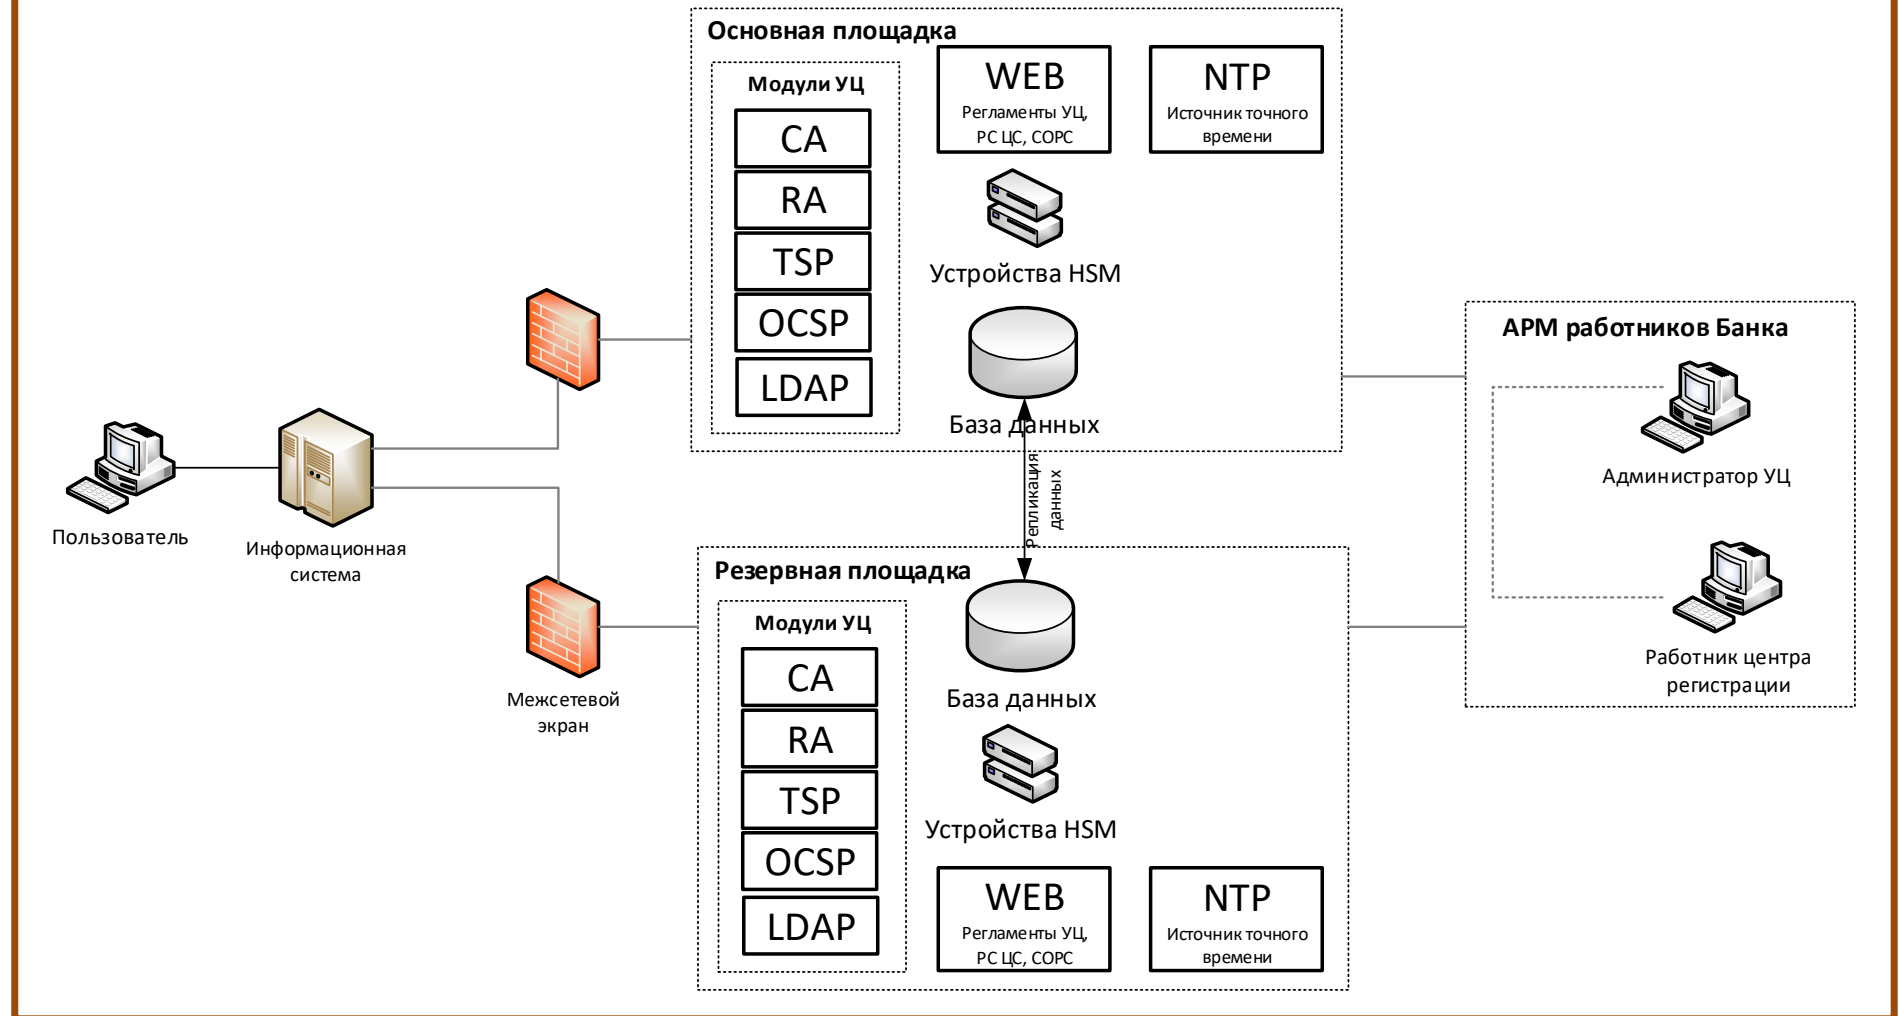 Основная площадка
Модули УЦ
CA
RA
TSP
OCSP
LDAP
WEB
Регламенты УЦ,
РС ЦС, СОРС
NTP
Источник точного
времени
Устройства HSM
База данных
Репликация
данных
Пользователь
Информационная
система
Межсетевой
экран
Резервная площадка
Модули УЦ
CA
RA
TSP
OCSP
LDAP
База данных
Устройства HSM
WEB
Регламенты УЦ,
РС ЦС, СОРС
NTP
Источник точного
времени
АРМ работников Банка
Администратор УЦ
Работник центра
регистрации